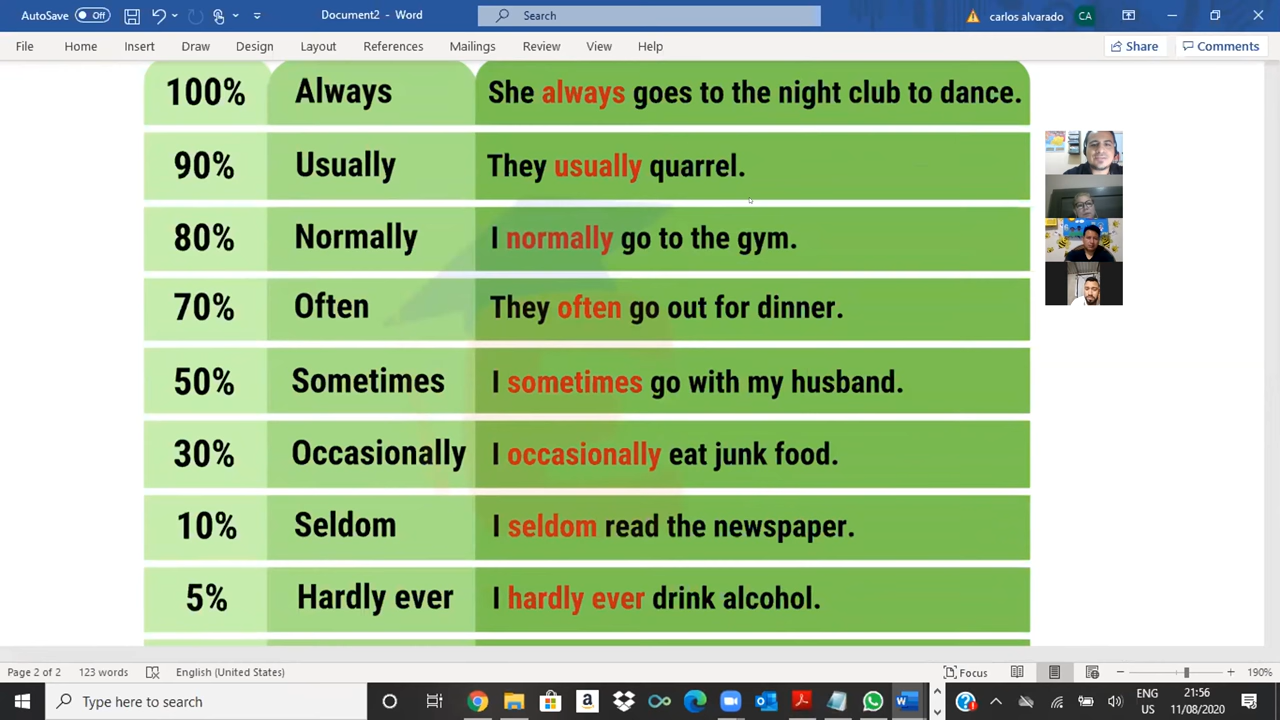 AutoSave Off Document2 - Word Search carlos alvarado CA
File Home Insert Draw Design Layout References Mailings Review View Help Share Comments
100% Always She always goes to the night club to dance.
90% Usually They usually quarrel.
80% Normally I normally go to the gym.
70% Often They often go out for dinner.
50% Sometimes I sometimes go with my husband.
30% Occasionally I occasionally eat junk food.
10% Seldom I seldom read the newspaper.
5% Hardly ever I hardly ever drink alcohol.
Page 2 of 2 123 words English (United States) Focus 190%
Type here to search ENG 21:56
US 11/08/2020